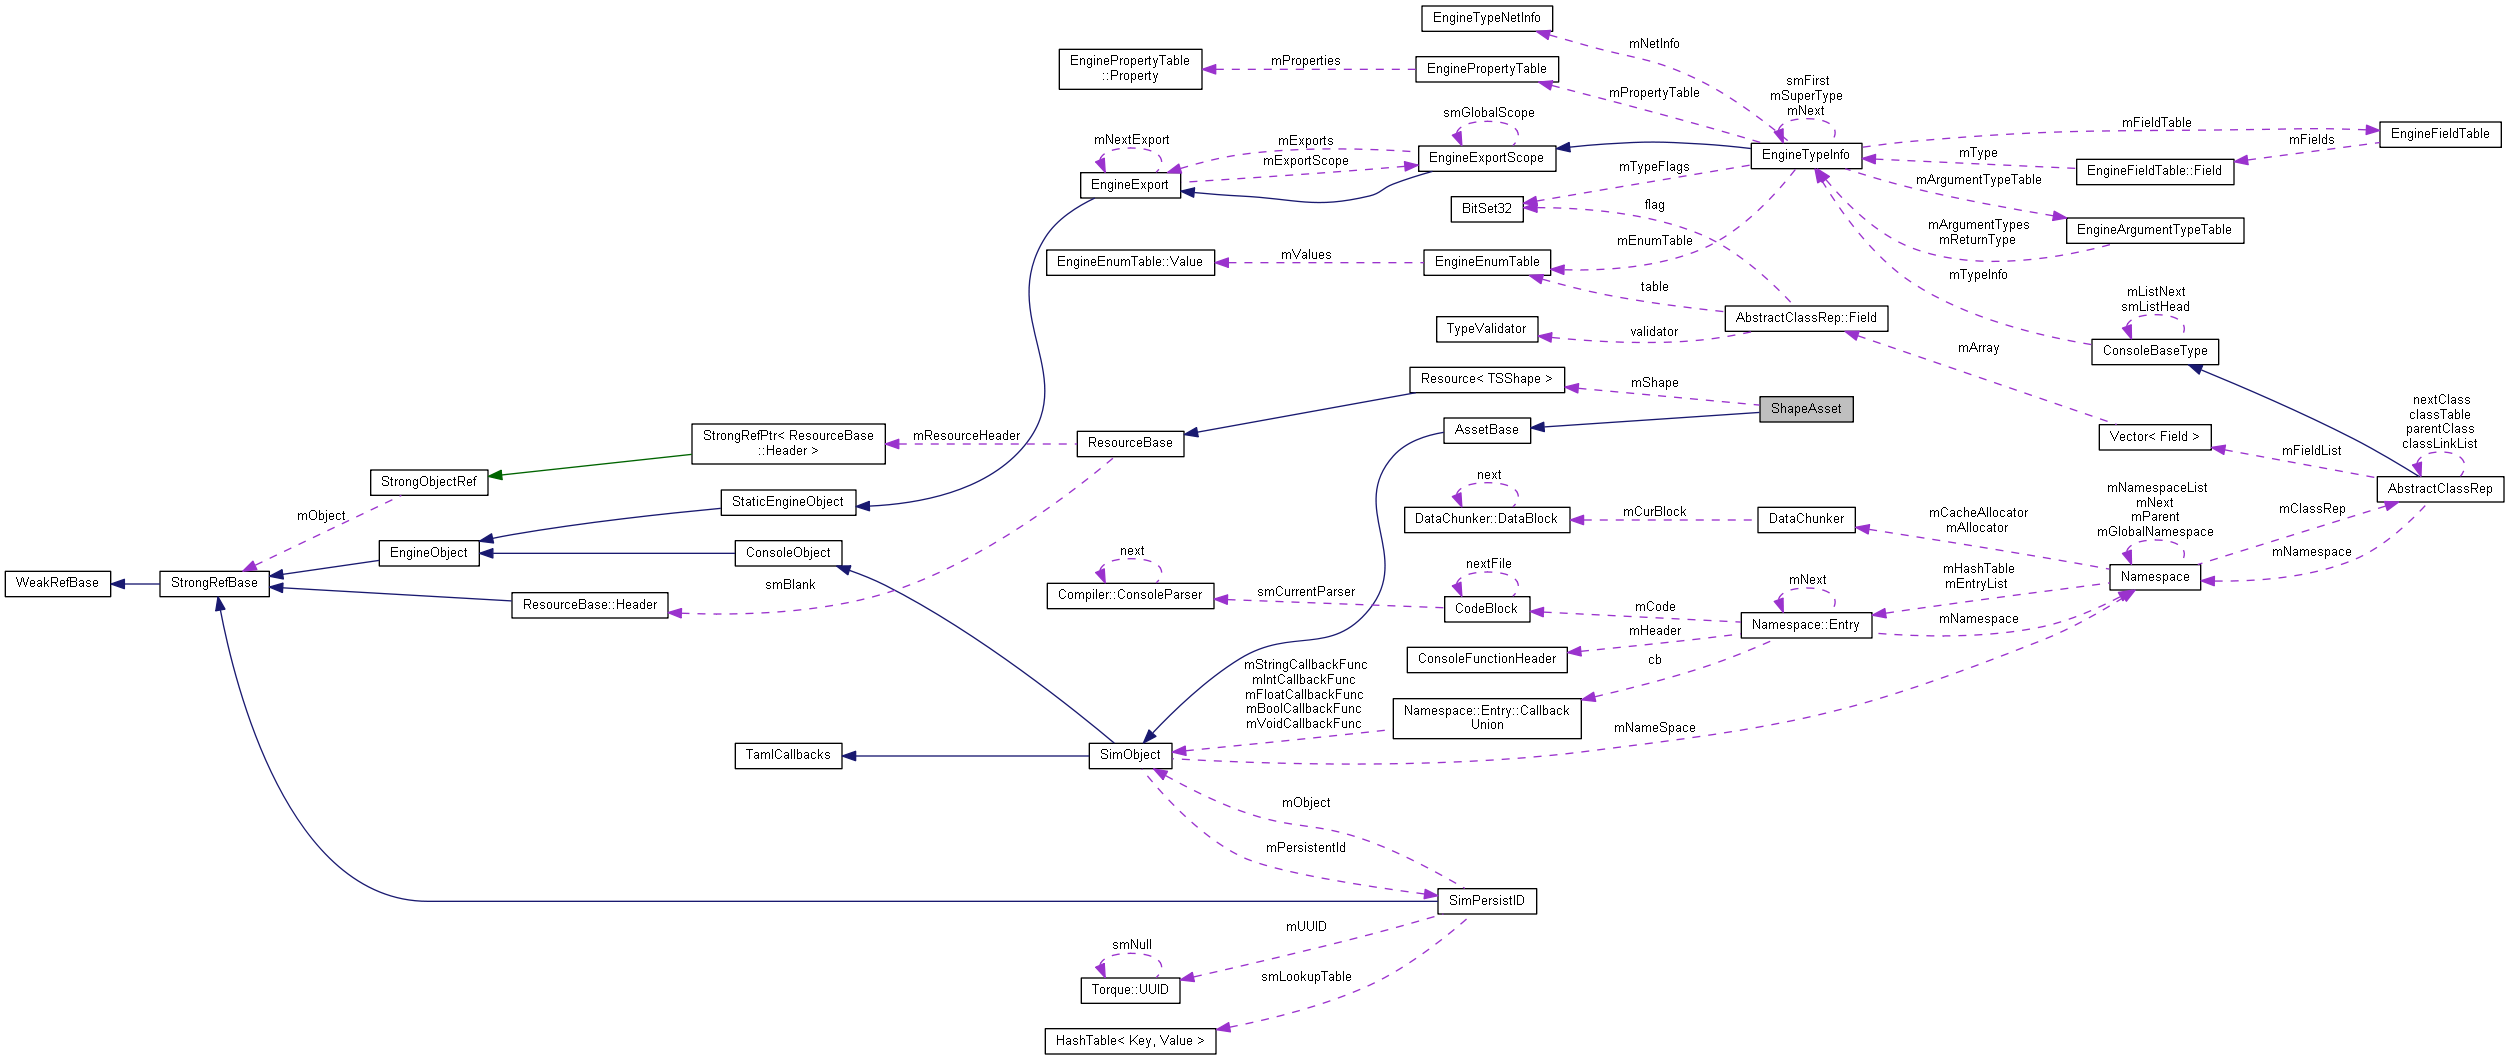 EngineTypeNetInfo
mNetInfo
EnginePropertyTable
::Property
mProperties
EnginePropertyTable
mPropertyTable
smFirst
mSuperType
mNext
smGlobalScope
mNextExport
mExports
mExportScope
EngineExport
EngineExportScope
EngineTypeInfo
mFieldTable
EngineFieldTable
mFields
mType
EngineFieldTable::Field
mTypeFlags
mArgumentTypeTable
BitSet32
flag
mArgumentTypes
mReturnType
EngineArgumentTypeTable
mEnumTable
EngineEnumTable::Value
mValues
EngineEnumTable
mTypeInfo
table
mListNext
smListHead
AbstractClassRep::Field
TypeValidator
validator
mArray
ConsoleBaseType
Resource< TSShape >
mShape
ShapeAsset
nextClass
classTable
parentClass
classLinkList
StrongRefPtr< ResourceBase
::Header >
mResourceHeader
ResourceBase
AssetBase
Vector< Field >
mFieldList
StrongObjectRef
AbstractClassRep
next
mObject
StaticEngineObject
DataChunker::DataBlock
mCurBlock
DataChunker
mCacheAllocator
mAllocator
mNamespaceList
mNext
mParent
mGlobalNamespace
mClassRep
mNamespace
EngineObject
ConsoleObject
next
nextFile
WeakRefBase
StrongRefBase
smBlank
Compiler::ConsoleParser
smCurrentParser
CodeBlock
mNext
mHashTable
mEntryList
Namespace
ResourceBase::Header
mCode
Namespace::Entry
mNamespace
mHeader
ConsoleFunctionHeader
cb
mStringCallbackFunc
mIntCallbackFunc
mFloatCallbackFunc
mBoolCallbackFunc
mVoidCallbackFunc
Namespace::Entry::Callback
Union
mNameSpace
TamlCallbacks
SimObject
mObject
mPersistentId
SimPersistID
mUUID
smNull
smLookupTable
Torque::UUID
HashTable< Key, Value >